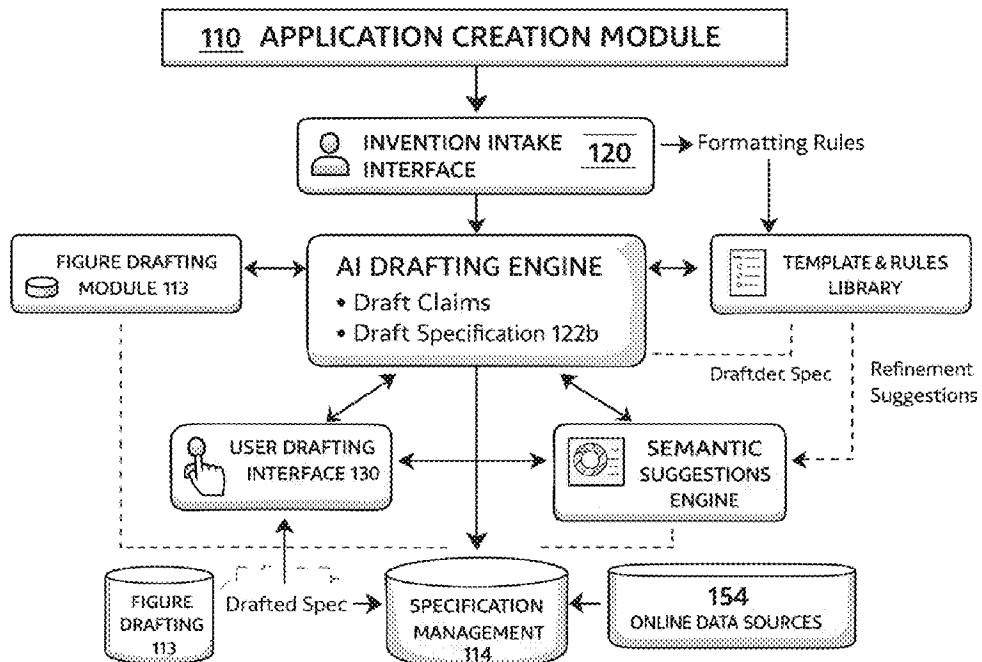 110 APPLICATION CREATION MODULE
INVENTION INTAKE
INTERFACE
120
Formatting Rules
FIGURE DRAFTING
MODULE 113
AI DRAFTING ENGINE
• Draft Claims
• Draft Specification 122b
TEMPLATE & RULES
LIBRARY
Draftdec Spec
Refinement
Suggestions
USER DRAFTING
INTERFACE 130
SEMANTIC
SUGGESTIONS
ENGINE
FIGURE
DRAFTING
113
Drafted Spec
SPECIFICATION
MANAGEMENT
114
154
ONLINE DATA SOURCES